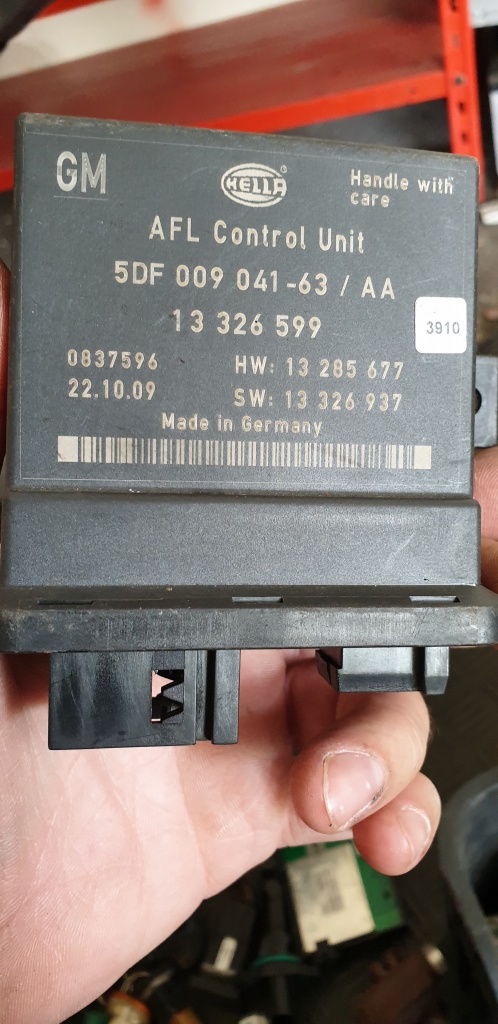 GM
HELLA
Handle with
care
AFL Control Unit
5DF 009 041-63 / AA
13 326 599
3910
0837596
HW: 13 285 677
22.10.09
SW: 13 326 937
Made in Germany